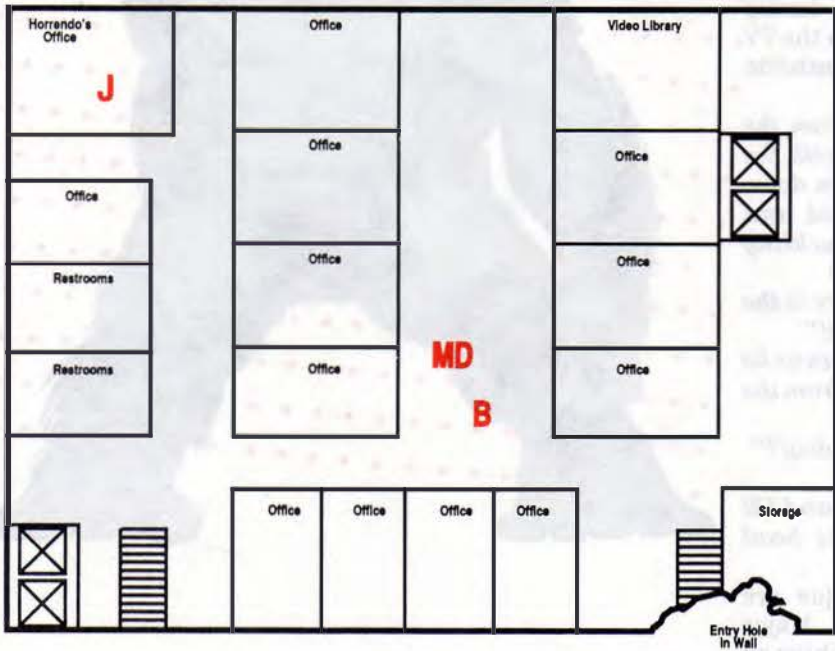 Horrendo's
Office
Office
Video Library
J
Office
Office
Office
Restrooms
Office
Office
MD
Restrooms
Office
Office
B
Office
Office
Office
Office
Storage
Entry Hole
In Wall